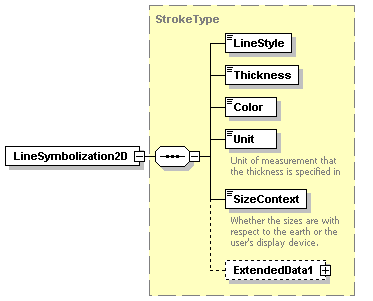 StrokeType
LineStyle
Thickness
Color
Unit
Unit of measurement that
the thickness is specified in
LineSymbolization2D
SizeContext
Whether the sizes are with
respect to the earth or the
user's display device.
ExtendedData1